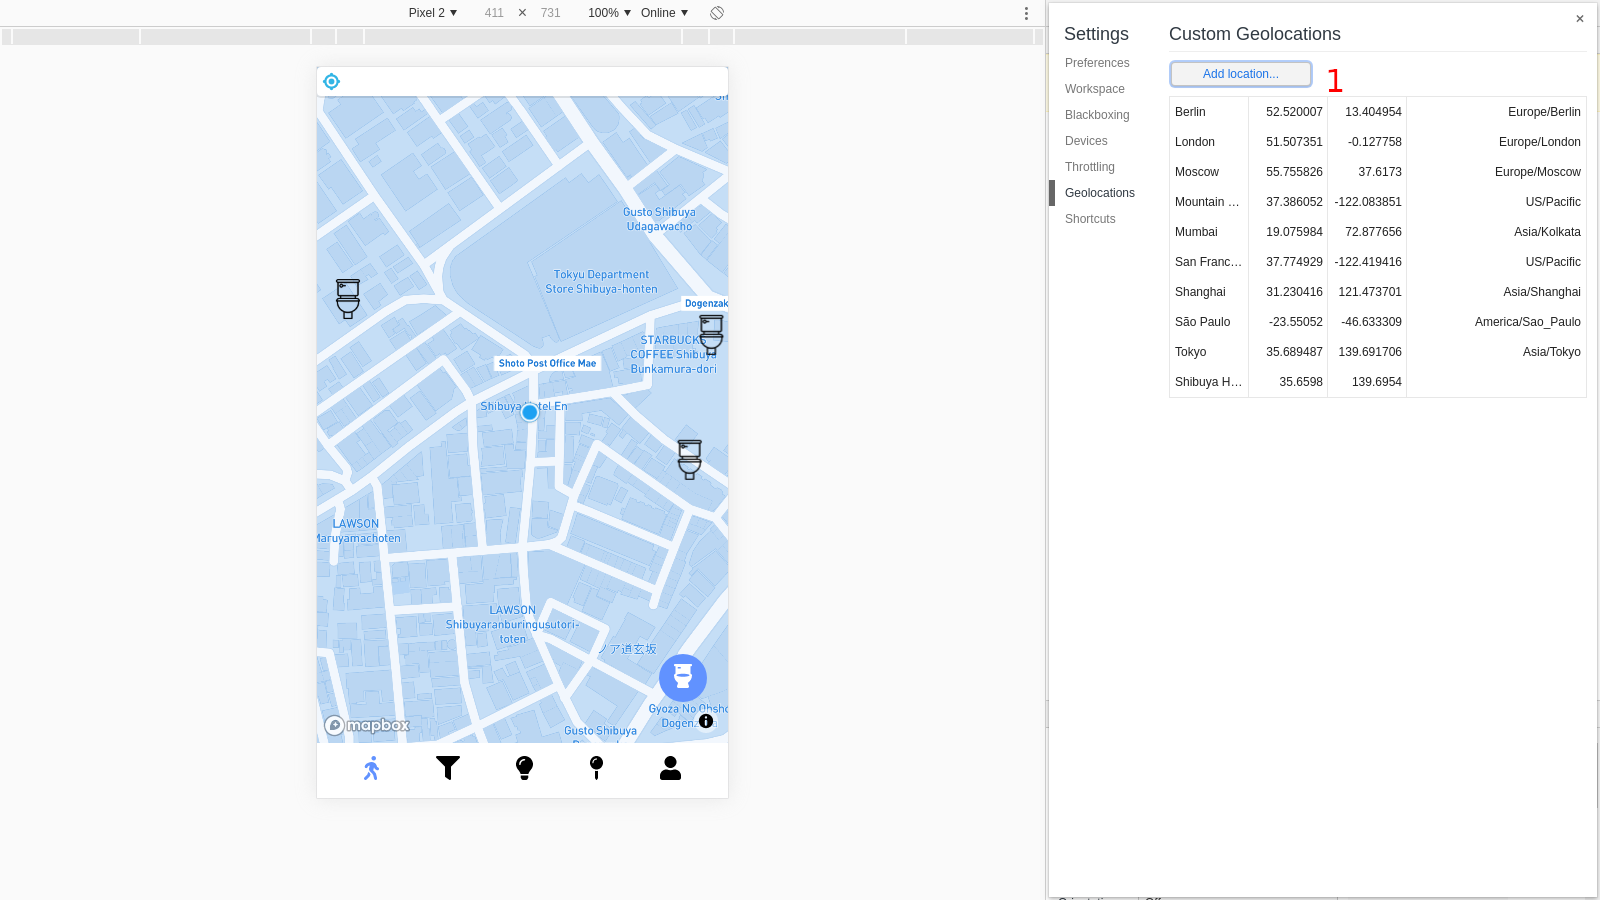 Pixel 2 ▼ 411 × 731 100% ▼ Online ▼
Gusto Shibuya
Udagawacho
Tokyu Department
Store Shibuya-honten
Dogenzak
STARBUCKS
COFFEE Shibuya
Bunkamura-dori
Shoto Post Office Mae
Shibuya Hotel En
LAWSON
Maruyamachoten
LAWSON
Shibuyaranburingusutori-
toten
ノア道玄坂
Gyoza No Ohsho
Gusto Shibuya
mapbox
Settings
Preferences
Workspace
Blackboxing
Devices
Throttling
Geolocations
Shortcuts
×
Custom Geolocations
Add location...
1
Berlin 52.520007 13.404954 Europe/Berlin
London 51.507351 -0.127758 Europe/London
Moscow 55.755826 37.6173 Europe/Moscow
Mountain … 37.386052 -122.083851 US/Pacific
Mumbai 19.075984 72.877656 Asia/Kolkata
San Franc… 37.774929 -122.419416 US/Pacific
Shanghai 31.230416 121.473701 Asia/Shanghai
São Paulo -23.55052 -46.633309 America/Sao_Paulo
Tokyo 35.689487 139.691706 Asia/Tokyo
Shibuya H… 35.6598 139.6954